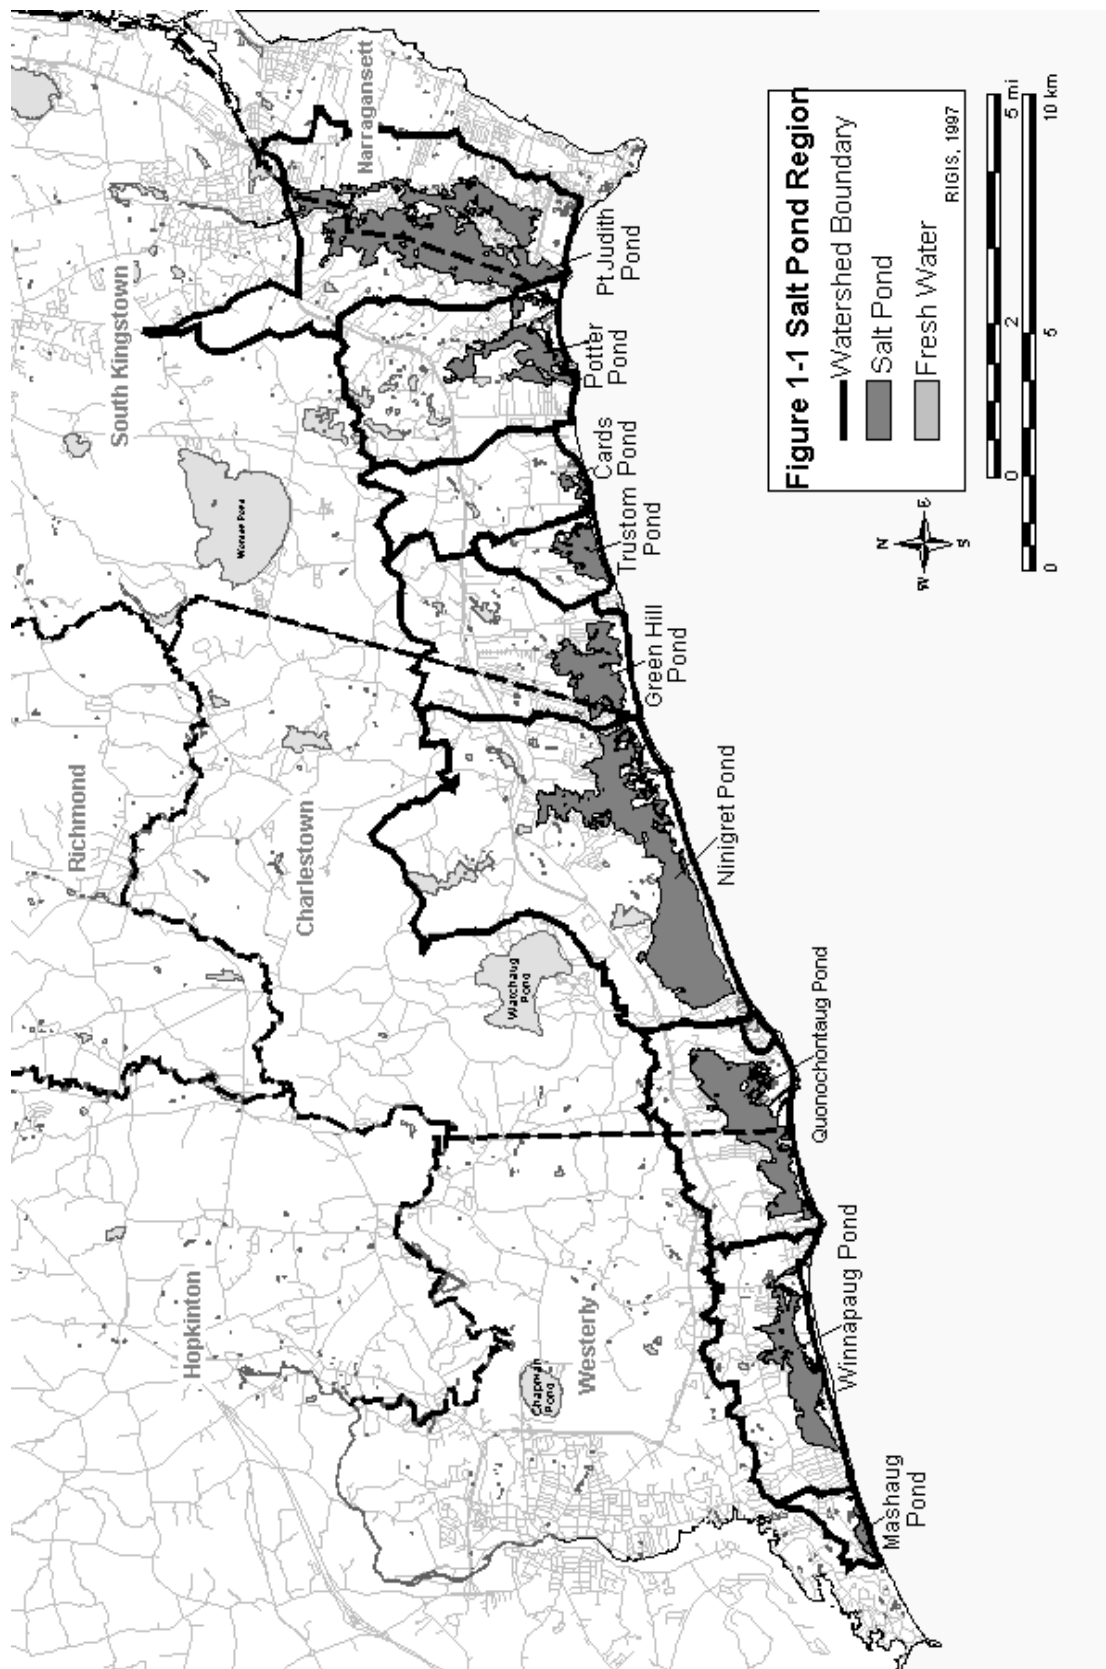 Figure 1-1 Salt Pond Region
Watershed Boundary
Salt Pond
Fresh Water
RIGIS, 1997
0 2 5 mi
0 5 10 km
N
E
S
W
Hopkinton
Richmond
South Kingstown
Charlestown
Narragansett
Westerly
Chapman
Pond
Watchaug
Pond
Worden Pond
Mashaug
Pond
Winnapaug Pond
Quonochontaug Pond
Ninigret Pond
Green Hill
Pond
Trustom
Pond
Cards
Pond
Potter
Pond
Pt Judith
Pond